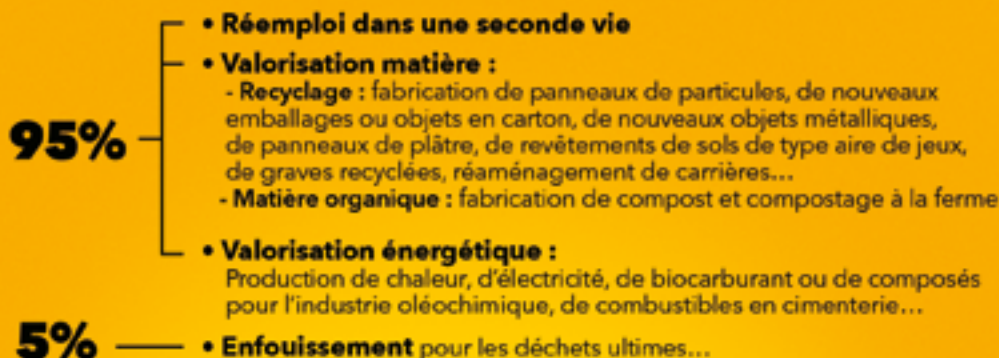 • Réemploi dans une seconde vie
• Valorisation matière :
- Recyclage : fabrication de panneaux de particules, de nouveaux
emballages ou objets en carton, de nouveaux objets métalliques,
de panneaux de plâtre, de revêtements de sols de type aire de jeux,
de graves recyclées, réaménagement de carrières...
- Matière organique : fabrication de compost et compostage à la ferme
95%
• Valorisation énergétique :
Production de chaleur, d'électricité, de biocarburant ou de composés
pour l'industrie oléochimique, de combustibles en cimenterie...
5%
• Enfouissement pour les déchets ultimes...